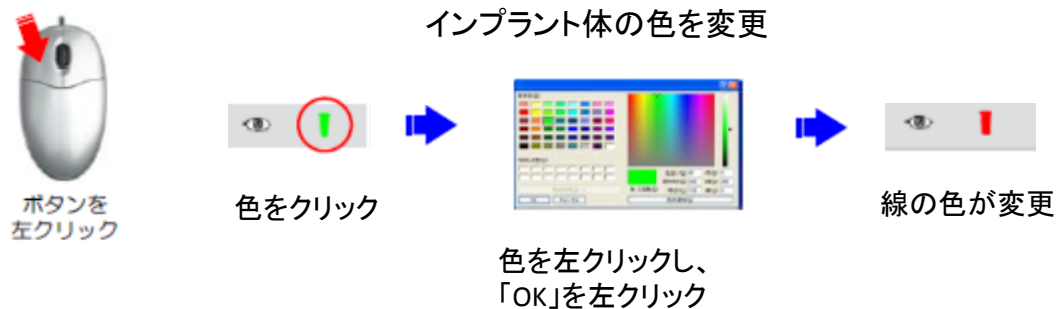 インプラント体の色を変更
ボタンを
左クリック
色をクリック
色を左クリックし、
「OK」を左クリック
線の色が変更